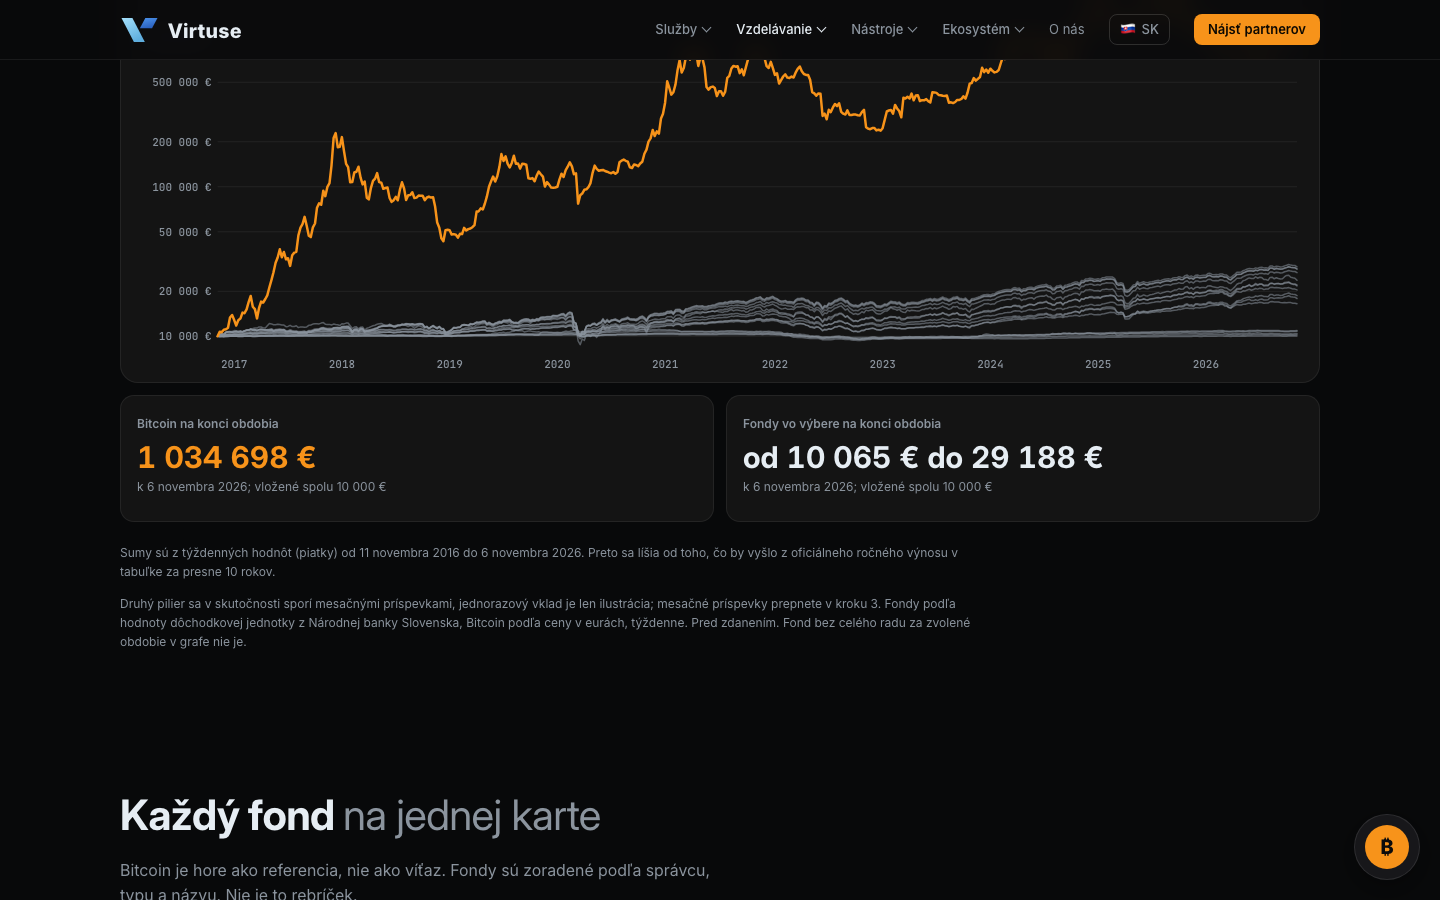 Virtuse
Služby
Vzdelávanie
Nástroje
Ekosystém
O nás
SK
Nájsť partnerov
500 000 €
200 000 €
100 000 €
50 000 €
20 000 €
10 000 €
2017 2018 2019 2020 2021 2022 2023 2024 2025 2026
Bitcoin na konci obdobia
1 034 698 €
k 6 novembra 2026; vložené spolu 10 000 €
Fondy vo výbere na konci obdobia
od 10 065 € do 29 188 €
k 6 novembra 2026; vložené spolu 10 000 €
Sumy sú z týždenných hodnôt (piatky) od 11 novembra 2016 do 6 novembra 2026. Preto sa líšia od toho, čo by vyšlo z oficiálneho ročného výnosu v
tabuľke za presne 10 rokov.
Druhý pilier sa v skutočnosti sporí mesačnými príspevkami, jednorazový vklad je len ilustrácia; mesačné príspevky prepnete v kroku 3. Fondy podľa
hodnoty dôchodkovej jednotky z Národnej banky Slovenska, Bitcoin podľa ceny v eurách, týždenne. Pred zdanením. Fond bez celého radu za zvolené
obdobie v grafe nie je.
Každý fond na jednej karte
Bitcoin je hore ako referencia, nie ako víťaz. Fondy sú zoradené podľa správcu,
typu a názvu. Nie je to rebríček.